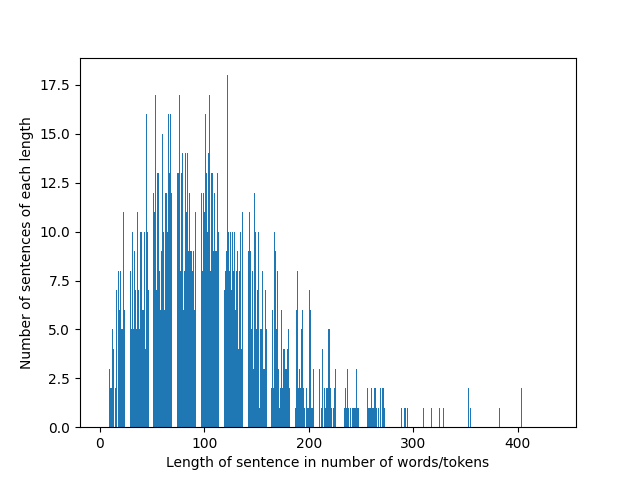 Number of sentences of each length
17.5
15.0
12.5
10.0
7.5
5.0
2.5
0.0
0 100 200 300 400
Length of sentence in number of words/tokens